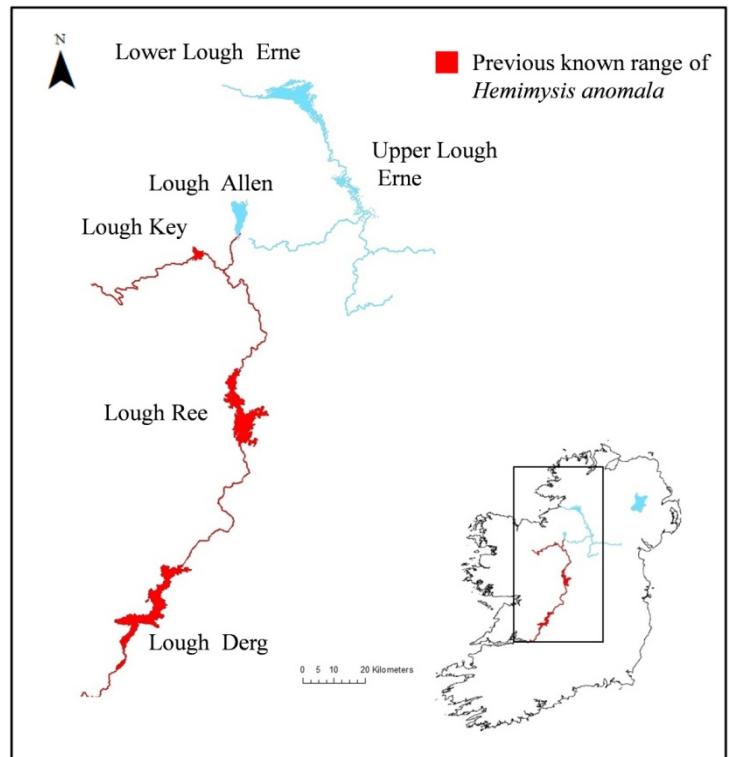 N
Lower Lough Erne
Previous known range of
Hemimysis anomala
Upper Lough
Erne
Lough Allen
Lough Key
Lough Ree
Lough Derg
0 5 10 20 Kilometers